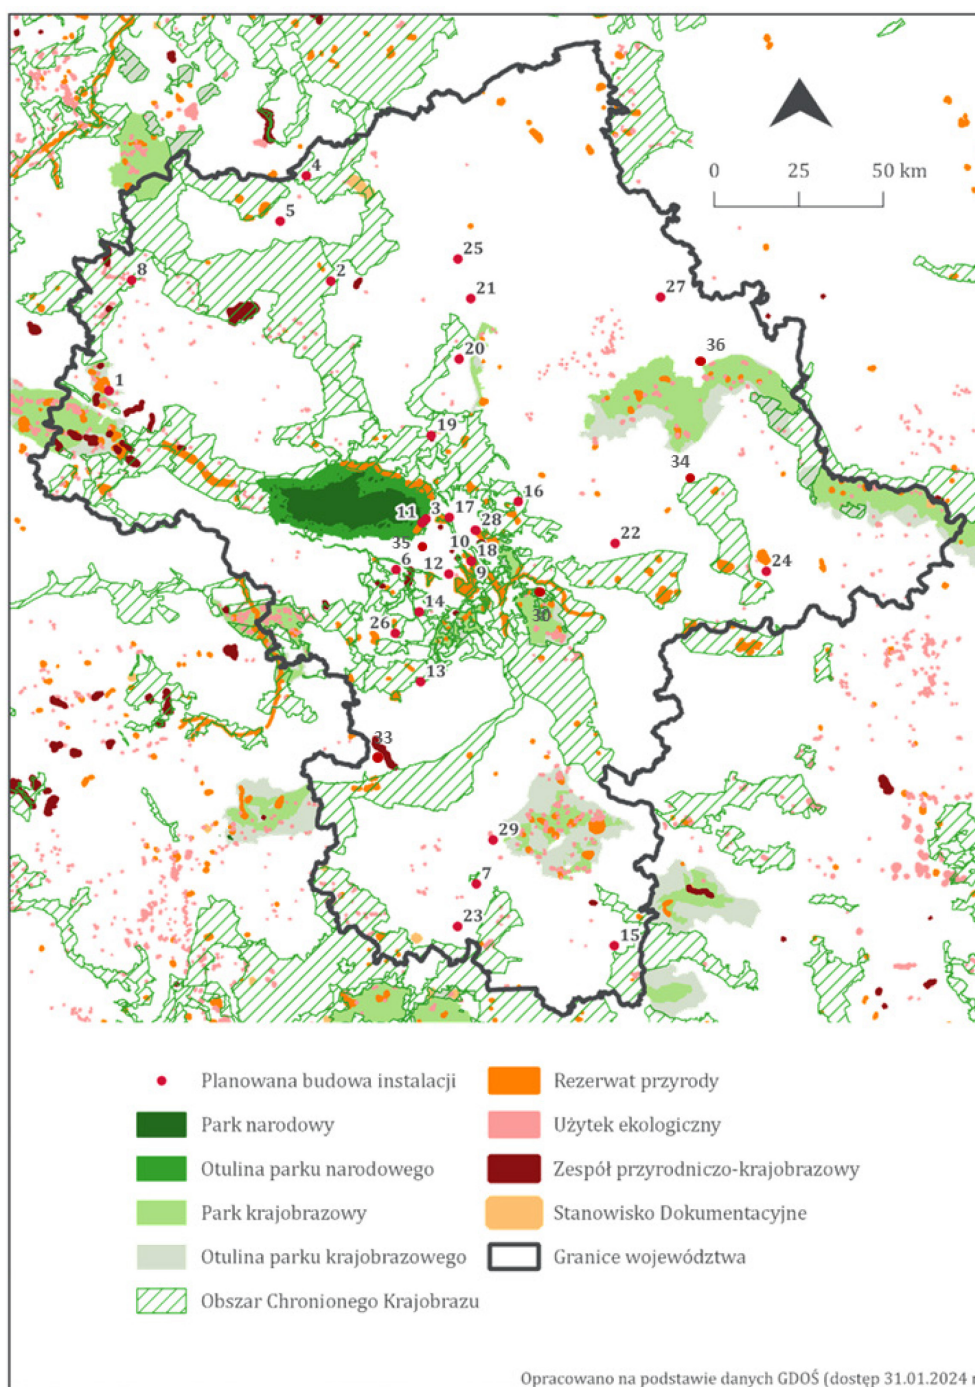 0 25 50 km
4
5
25
8
2
21
27
20
36
1
19
34
16
11 3 17
28
35
10
22
18
6
12
9
24
14
30
26
13
33
29
7
23
15
Planowana budowa instalacji
Rezerwat przyrody
Park narodowy
Użytek ekologiczny
Otulina parku narodowego
Zespół przyrodniczo-krajobrazowy
Park krajobrazowy
Stanowisko Dokumentacyjne
Otulina parku krajobrazowego
Granice województwa
Obszar Chronionego Krajobrazu
Opracowano na podstawie danych GDOŚ (dostęp 31.01.2024 r